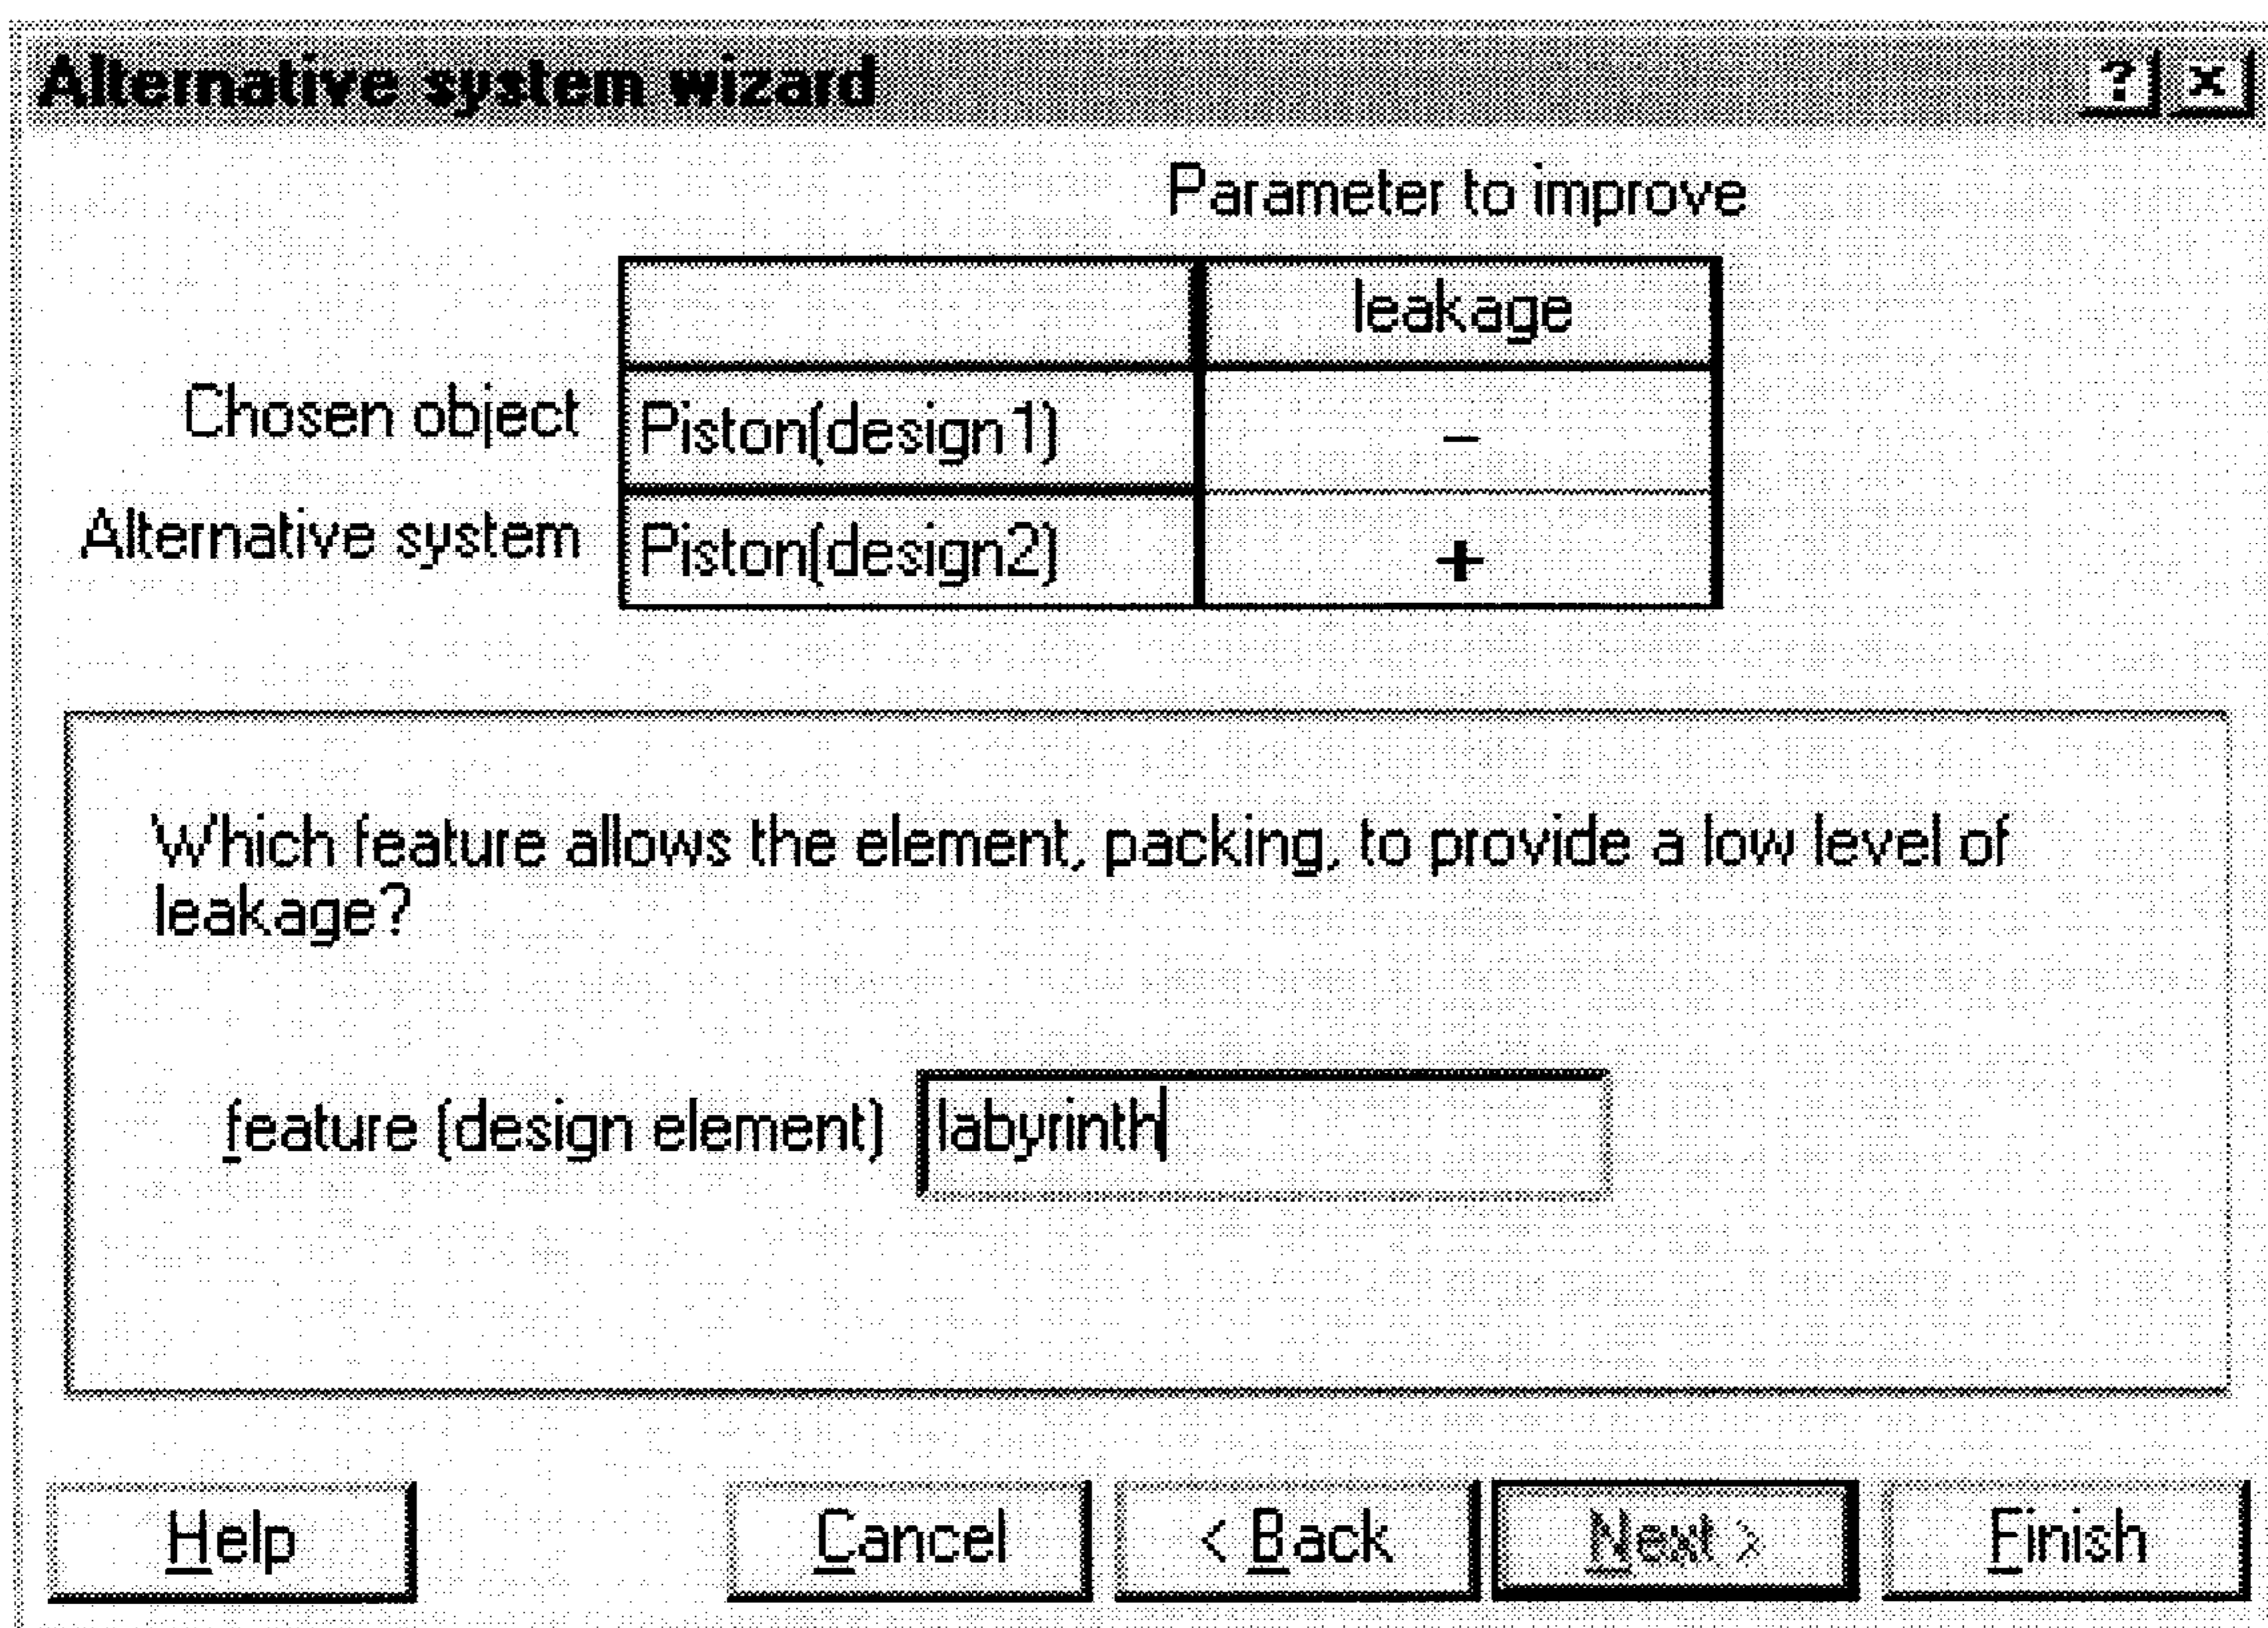 Alternative system wizard ? x
Parameter to improve
leakage
Chosen object Piston(design1) -
Alternative system Piston(design2) +
Which feature allows the element, packing, to provide a low level of
leakage?
feature (design element) labyrinth
Help Cancel < Back Next > Finish